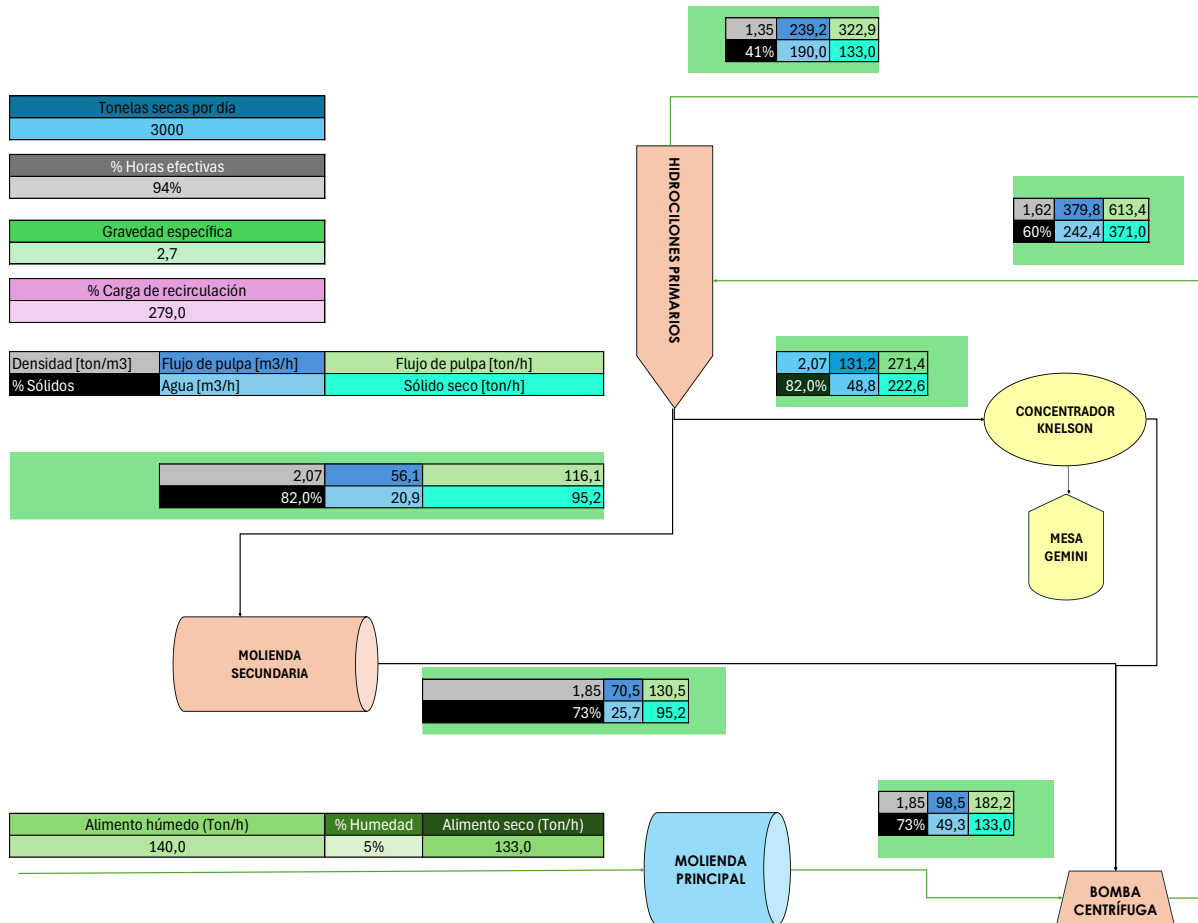 1,35 239,2 322,9
41% 190,0 133,0
Tonelas secas por día
3000
% Horas efectivas
94%
Gravedad específica
2,7
% Carga de recirculación
279,0
HIDROCILONES PRIMARIOS
1,62 379,8 613,4
60% 242,4 371,0
Densidad [ton/m3] Flujo de pulpa [m3/h] Flujo de pulpa [ton/h]
% Sólidos Agua [m3/h] Sólido seco [ton/h]
2,07 131,2 271,4
82,0% 48,8 222,6
CONCENTRADOR
KNELSON
2,07 56,1 116,1
82,0% 20,9 95,2
MESA
GEMINI
MOLIENDA
SECUNDARIA
1,85 70,5 130,5
73% 25,7 95,2
1,85 98,5 182,2
73% 49,3 133,0
Alimento húmedo (Ton/h) % Humedad Alimento seco (Ton/h)
140,0 5% 133,0
MOLIENDA
PRINCIPAL
BOMBA
CENTRÍFUGA